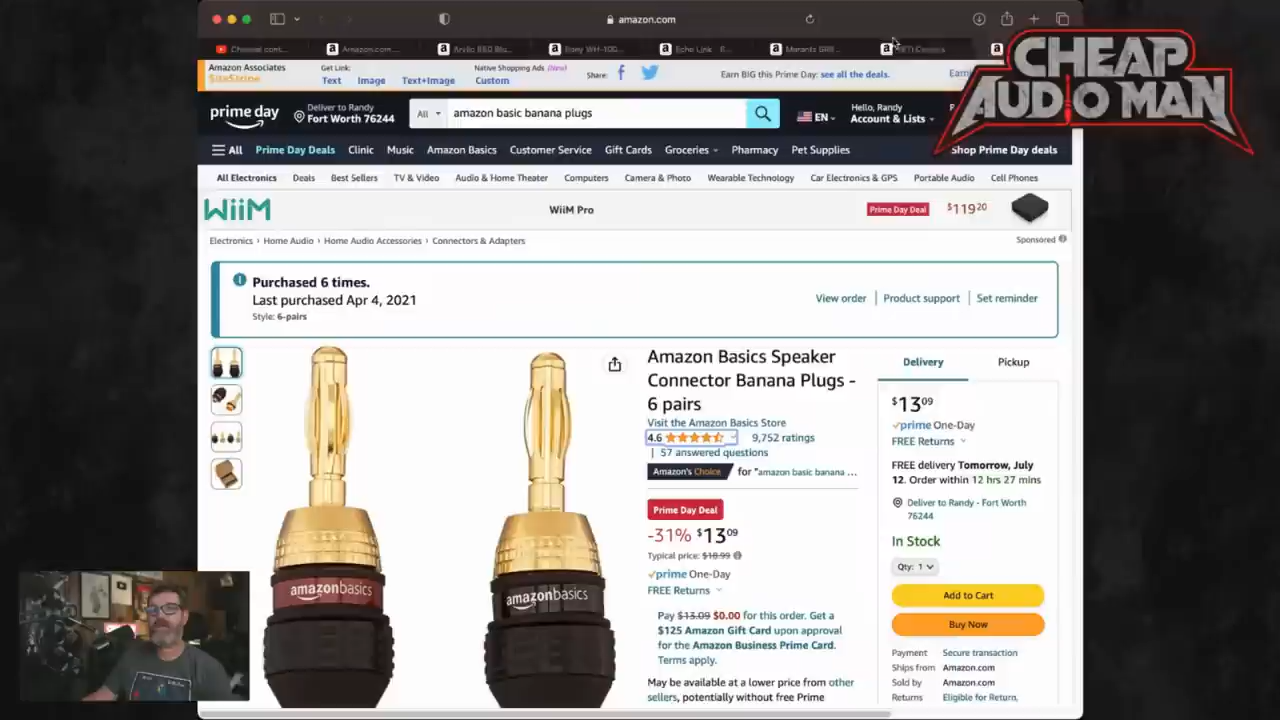 amazon.com
Amazon.com...
Sony WH-100...
Echo Link
CHEAP
AUDIO MAN
Amazon Associates
SiteStripe
Get Link:
Text
Image
Text+Image
Native Shopping Ads (New)
Custom
Share:
Earn BIG this Prime Day: see all the deals.
Earni
prime day
Deliver to Randy
Fort Worth 76244
All
amazon basic banana plugs
EN
Hello, Randy
Account & Lists
All
Prime Day Deals
Clinic
Music
Amazon Basics
Customer Service
Gift Cards
Groceries
Pharmacy
Pet Supplies
Shop Prime Day deals
All Electronics
Deals
Best Sellers
TV & Video
Audio & Home Theater
Computers
Camera & Photo
Wearable Technology
Car Electronics & GPS
Portable Audio
Cell Phones
WiiM
WiiM Pro
Prime Day Deal
$119.20
Electronics › Home Audio › Home Audio Accessories › Connectors & Adapters
Sponsored
Purchased 6 times.
Last purchased Apr 4, 2021
Style: 6-pairs
View order
Product support
Set reminder
amazonbasics
amazonbasics
Amazon Basics Speaker
Connector Banana Plugs -
6 pairs
Visit the Amazon Basics Store
4.6
9,752 ratings
| 57 answered questions
Amazon's Choice for "amazon basic banana ...
Prime Day Deal
-31% $13.09
Typical price: $18.99
prime One-Day
FREE Returns
Pay $13.09 $0.00 for this order. Get a
$125 Amazon Gift Card upon approval
for the Amazon Business Prime Card.
Terms apply.
May be available at a lower price from other
sellers, potentially without free Prime
Delivery
Pickup
$13.09
prime One-Day
FREE Returns
FREE delivery Tomorrow, July
12. Order within 12 hrs 27 mins
Deliver to Randy - Fort Worth
76244
In Stock
Qty: 1
Add to Cart
Buy Now
Payment Secure transaction
Ships from Amazon.com
Sold by Amazon.com
Returns Eligible for Return,